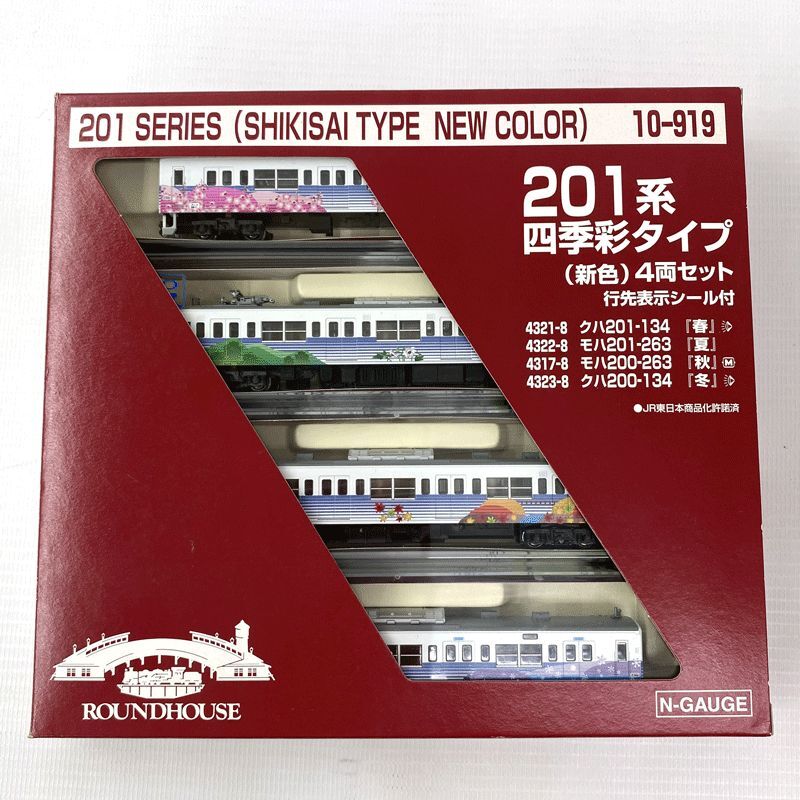 201 SERIES (SHIKISAI TYPE NEW COLOR) 10-919
201系
四季彩タイプ
(新色)4両セット
行先表示シール付
4321-8 クハ201-134 『春』
4322-8 モハ201-263 『夏』
4317-8 モハ200-263 『秋』 M
4323-8 クハ200-134 『冬』
●JR東日本商品化許諾済
ROUNDHOUSE
N-GAUGE